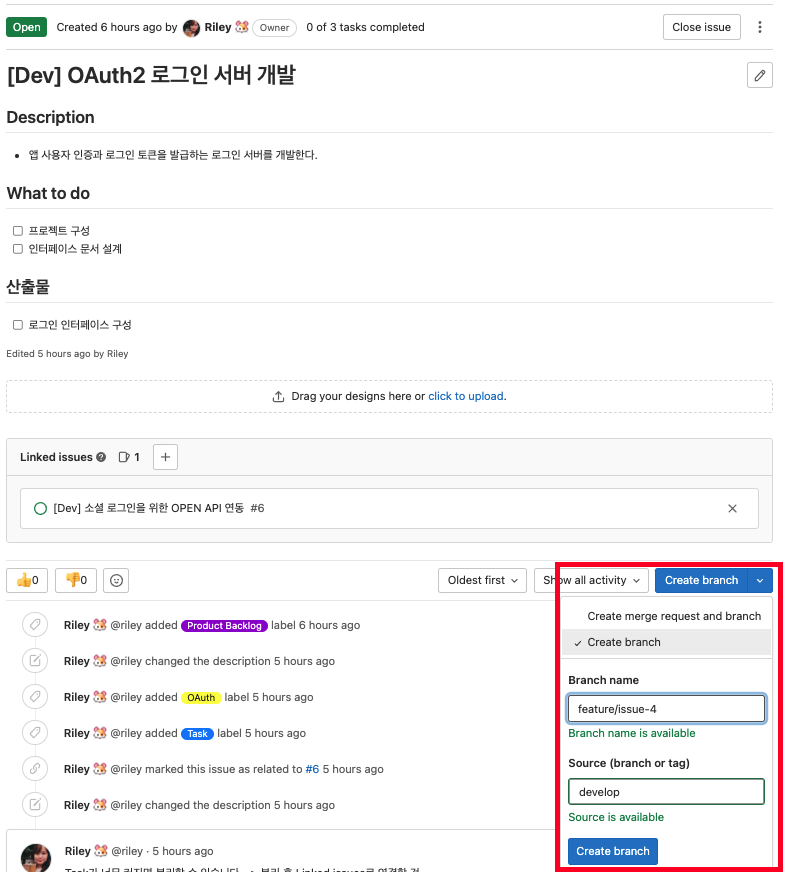 Open Created 6 hours ago by Riley Owner 0 of 3 tasks completed Close issue
[Dev] OAuth2 로그인 서버 개발
Description
앱 사용자 인증과 로그인 토큰을 발급하는 로그인 서버를 개발한다.
What to do
프로젝트 구성
인터페이스 문서 설계
산출물
로그인 인터페이스 구성
Edited 5 hours ago by Riley
Drag your designs here or click to upload.
Linked issues 1
[Dev] 소셜 로그인을 위한 OPEN API 연동 #6
👍0 👎0 Oldest first Show all activity Create branch
Create merge request and branch
✓ Create branch
Branch name
feature/issue-4
Branch name is available
Source (branch or tag)
develop
Source is available
Create branch
Riley 🐹 @riley added Product Backlog label 6 hours ago
Riley 🐹 @riley changed the description 5 hours ago
Riley 🐹 @riley added OAuth label 5 hours ago
Riley 🐹 @riley added Task label 5 hours ago
Riley 🐹 @riley marked this issue as related to #6 5 hours ago
Riley 🐹 @riley changed the description 5 hours ago
Riley 🐹 @riley · 5 hours ago